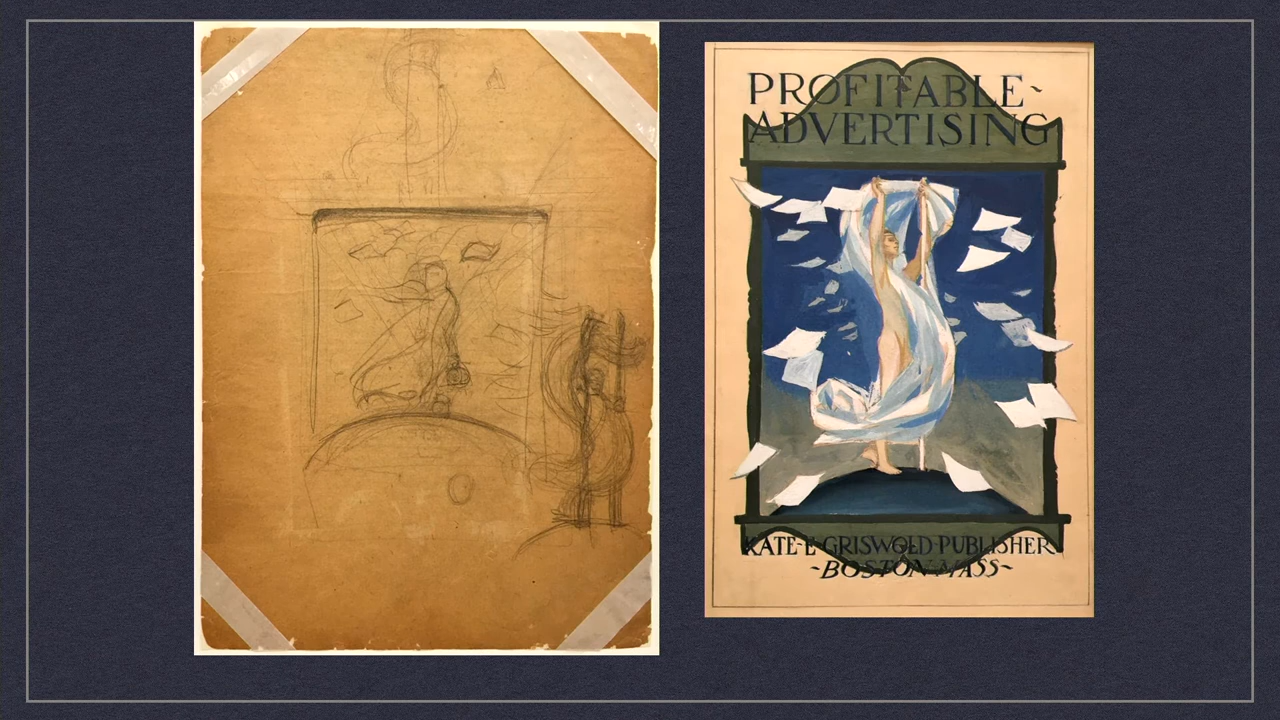 PROFITABLE~
ADVERTISING
KATE-E-GRISWOLD-PUBLISHER
~BOSTON-MASS~